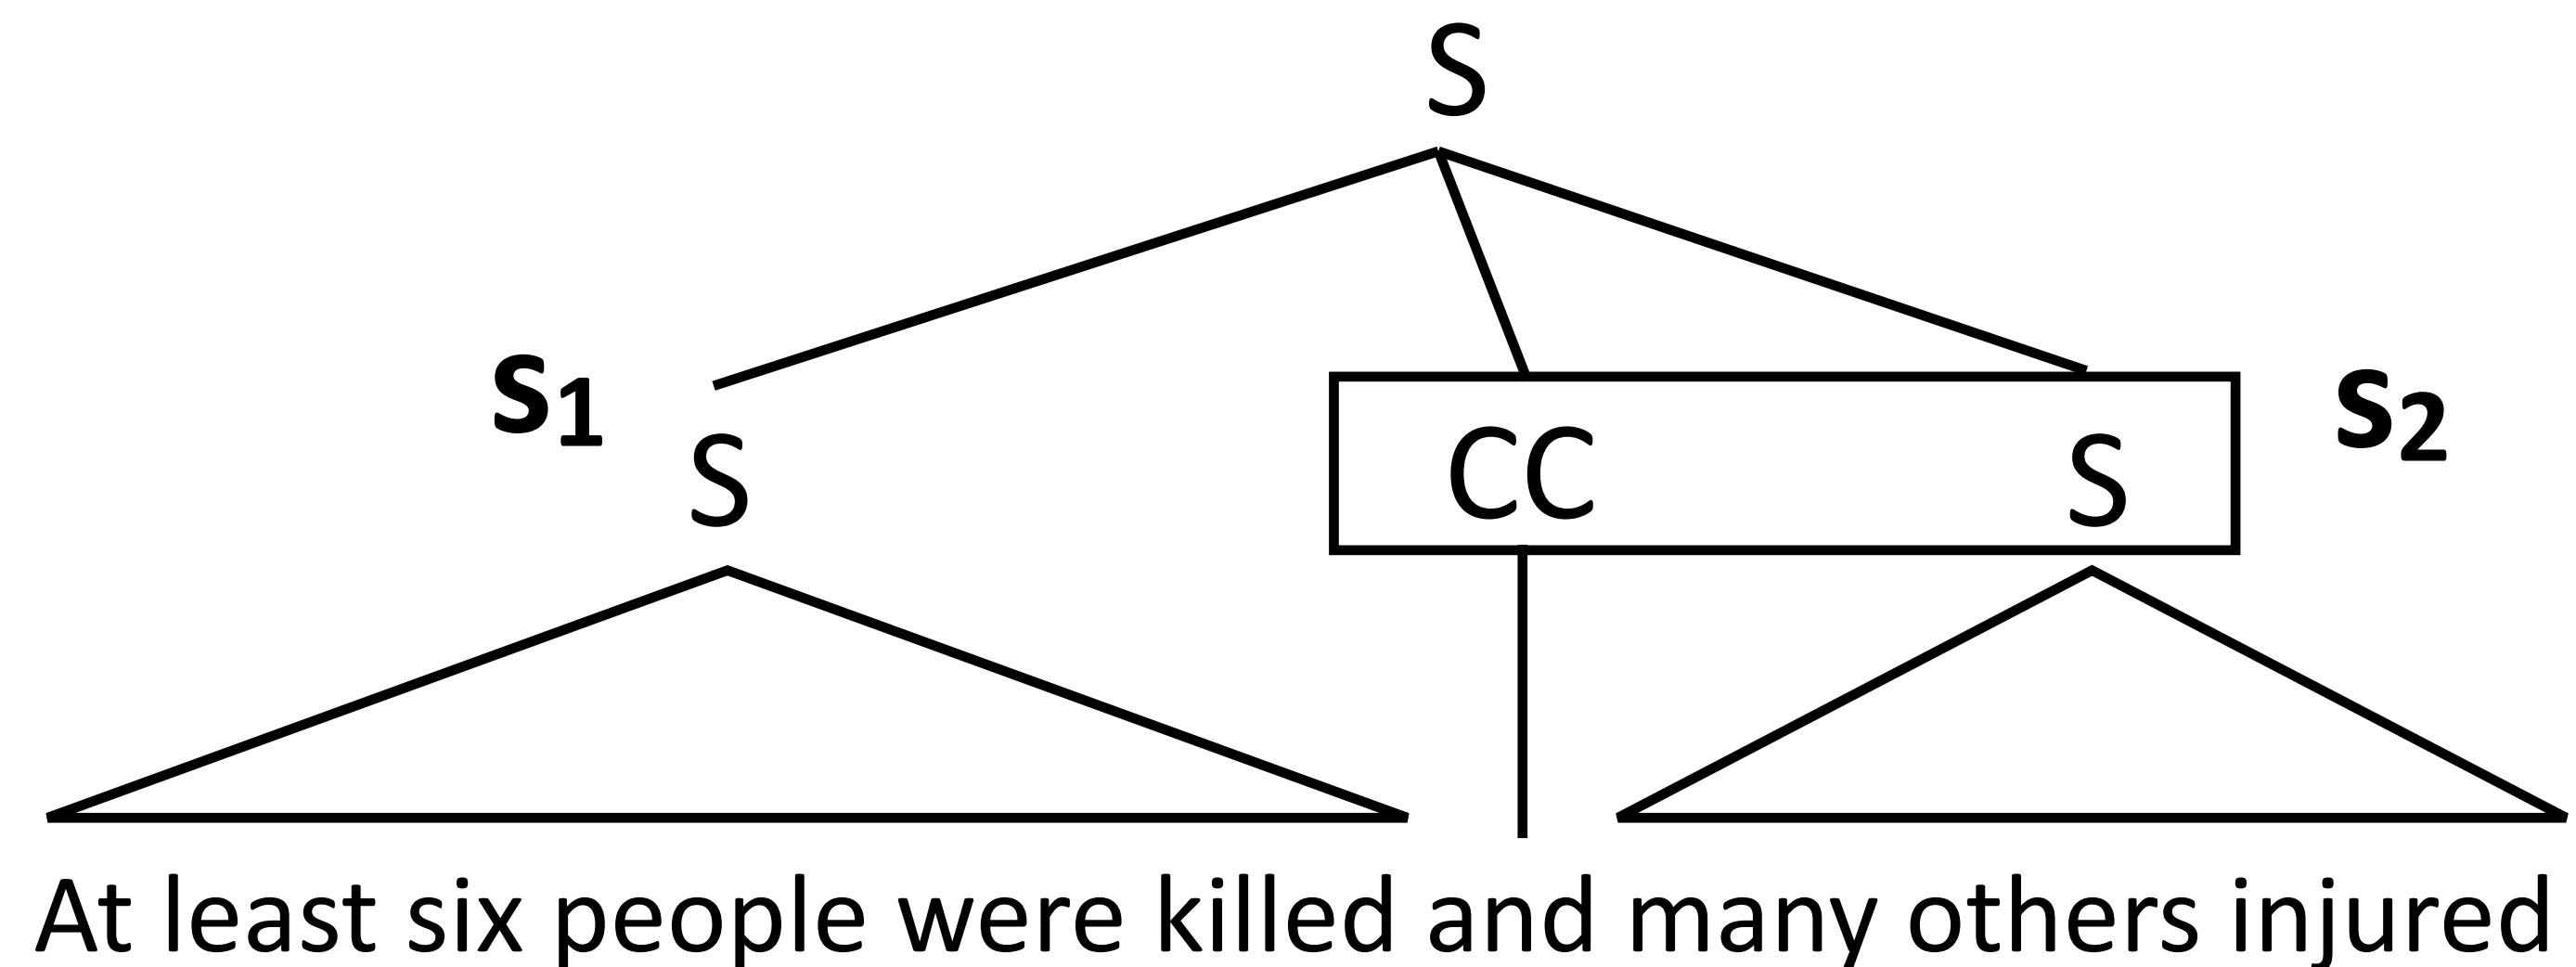 S
s1 S CC S s2
At least six people were killed and many others injured